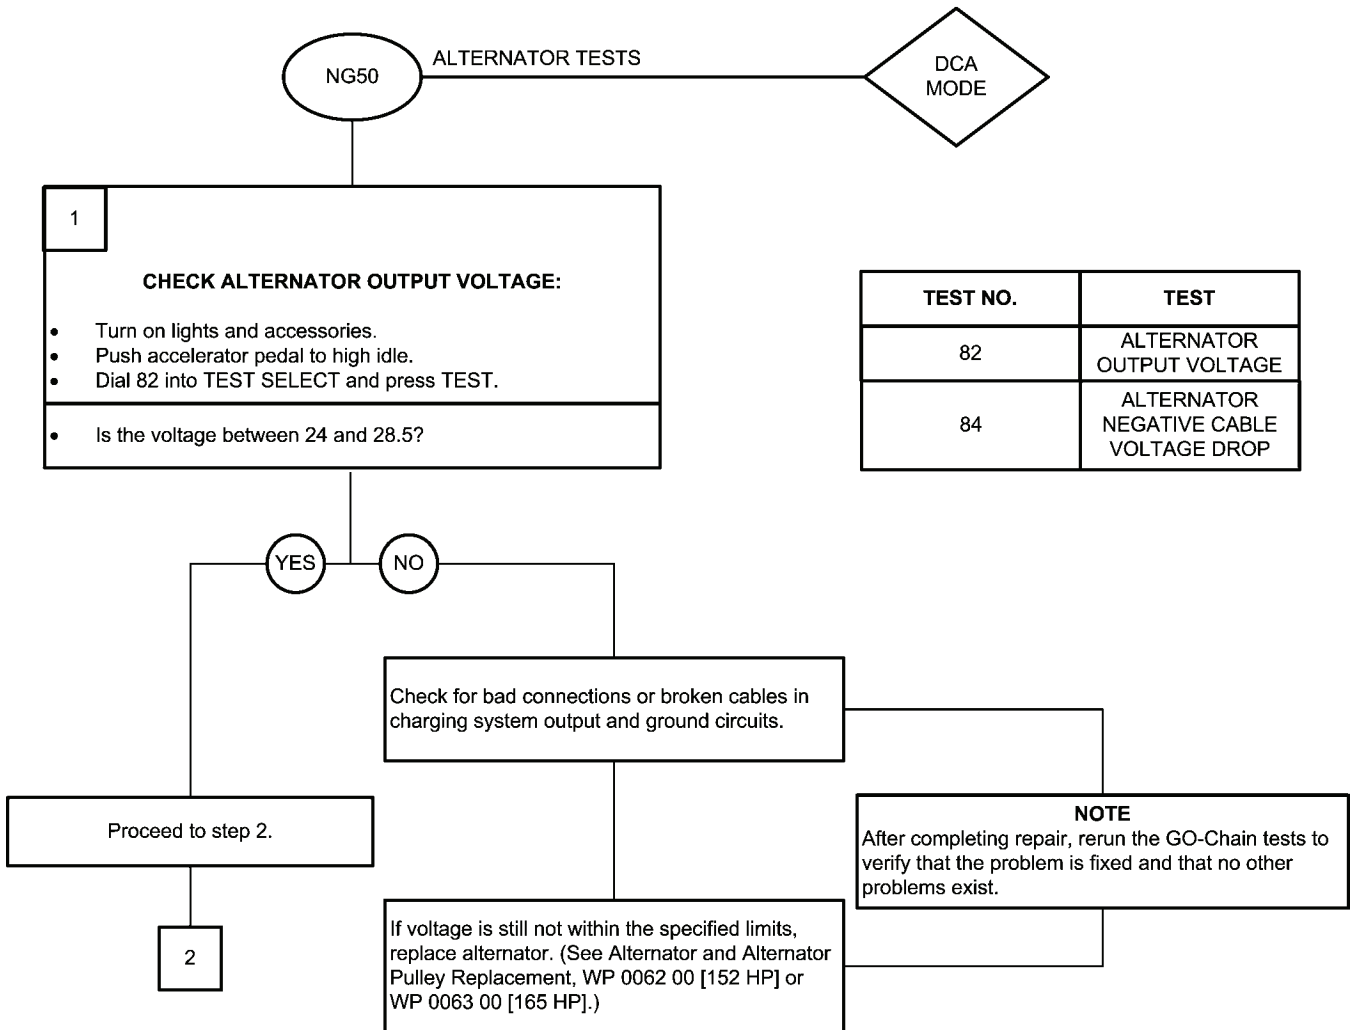 NG50
ALTERNATOR TESTS
DCA
MODE
1
CHECK ALTERNATOR OUTPUT VOLTAGE:
• Turn on lights and accessories.
• Push accelerator pedal to high idle.
• Dial 82 into TEST SELECT and press TEST.
• Is the voltage between 24 and 28.5?
TEST NO. TEST
82 ALTERNATOR
OUTPUT VOLTAGE
84 ALTERNATOR
NEGATIVE CABLE
VOLTAGE DROP
YES
NO
Check for bad connections or broken cables in
charging system output and ground circuits.
Proceed to step 2.
2
NOTE
After completing repair, rerun the GO-Chain tests to
verify that the problem is fixed and that no other
problems exist.
If voltage is still not within the specified limits,
replace alternator. (See Alternator and Alternator
Pulley Replacement, WP 0062 00 [152 HP] or
WP 0063 00 [165 HP].)